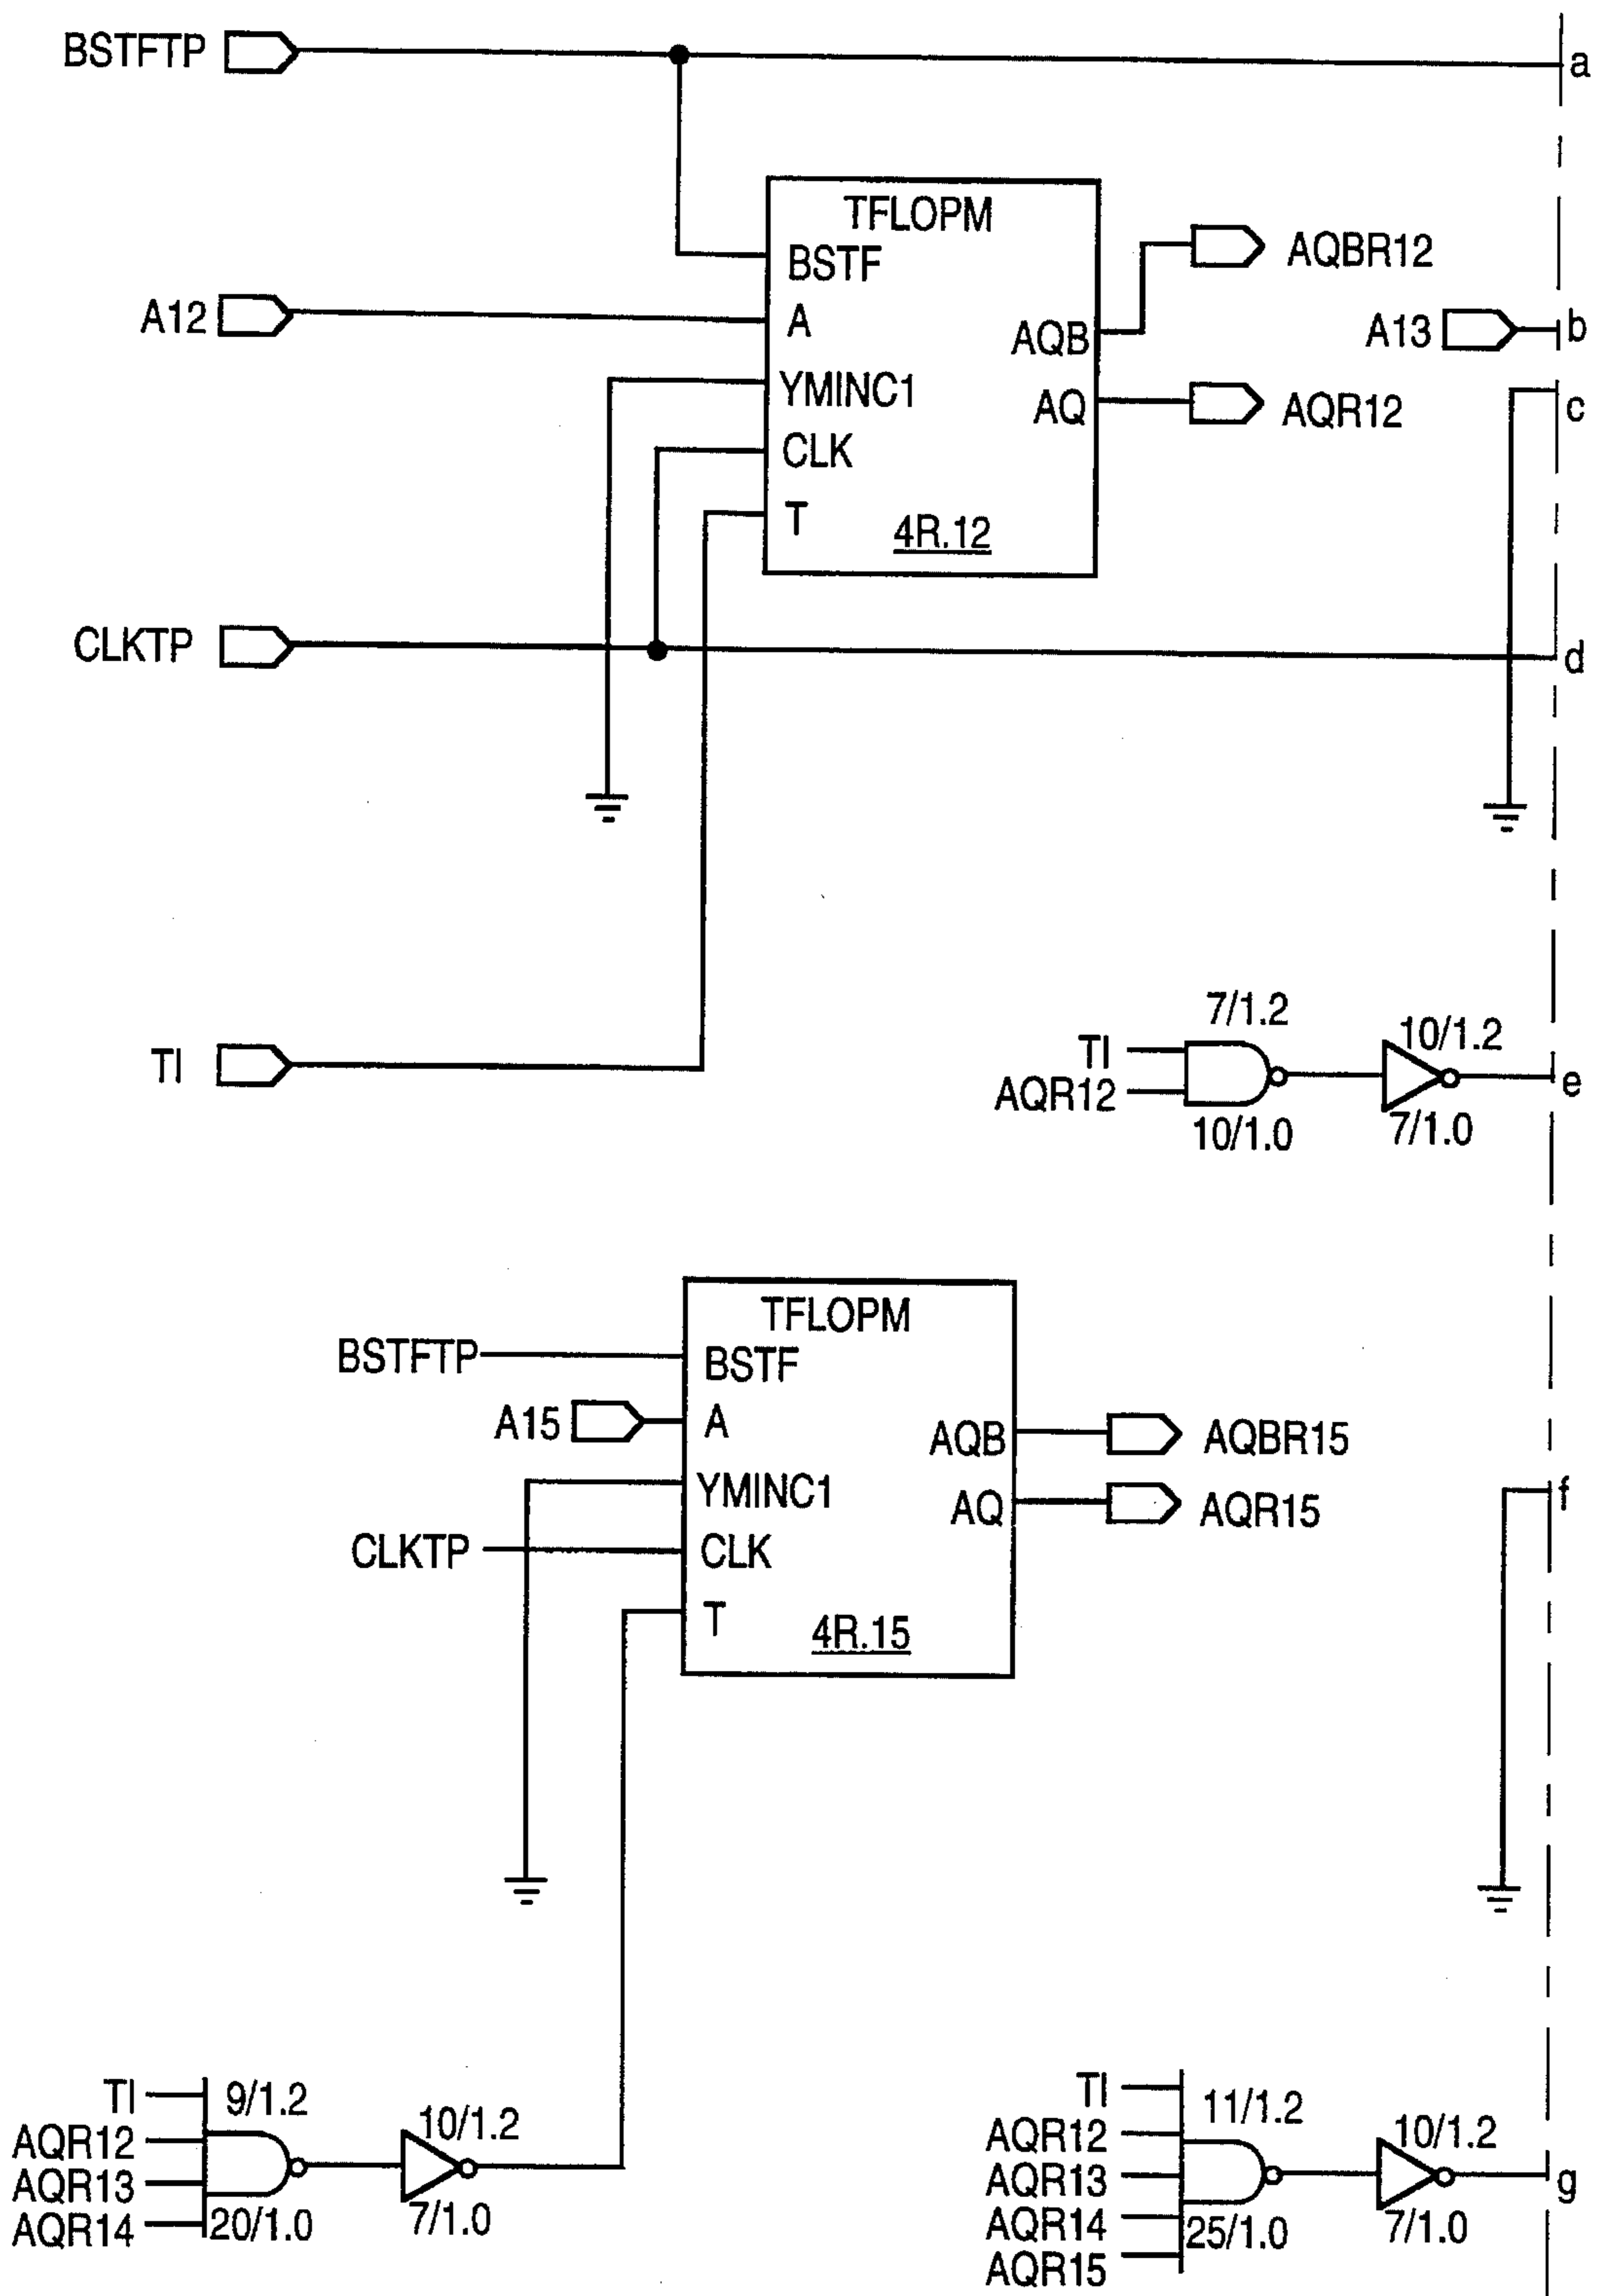 BSTFTP
a
TFLOPM
BSTF
AQBR12
A12
A
AQB
A13
b
YMINC1
AQ
AQR12
c
CLK
T
4R.12
CLKTP
d
7/1.2
10/1.2
TI
TI
AQR12
e
10/1.0
7/1.0
TFLOPM
BSTFTP
BSTF
A15
A
AQB
AQBR15
YMINC1
AQ
AQR15
f
CLKTP
CLK
T
4R.15
TI
9/1.2
AQR12
10/1.2
AQR13
AQR14
20/1.0
7/1.0
TI
11/1.2
AQR12
10/1.2
AQR13
g
AQR14
25/1.0
7/1.0
AQR15